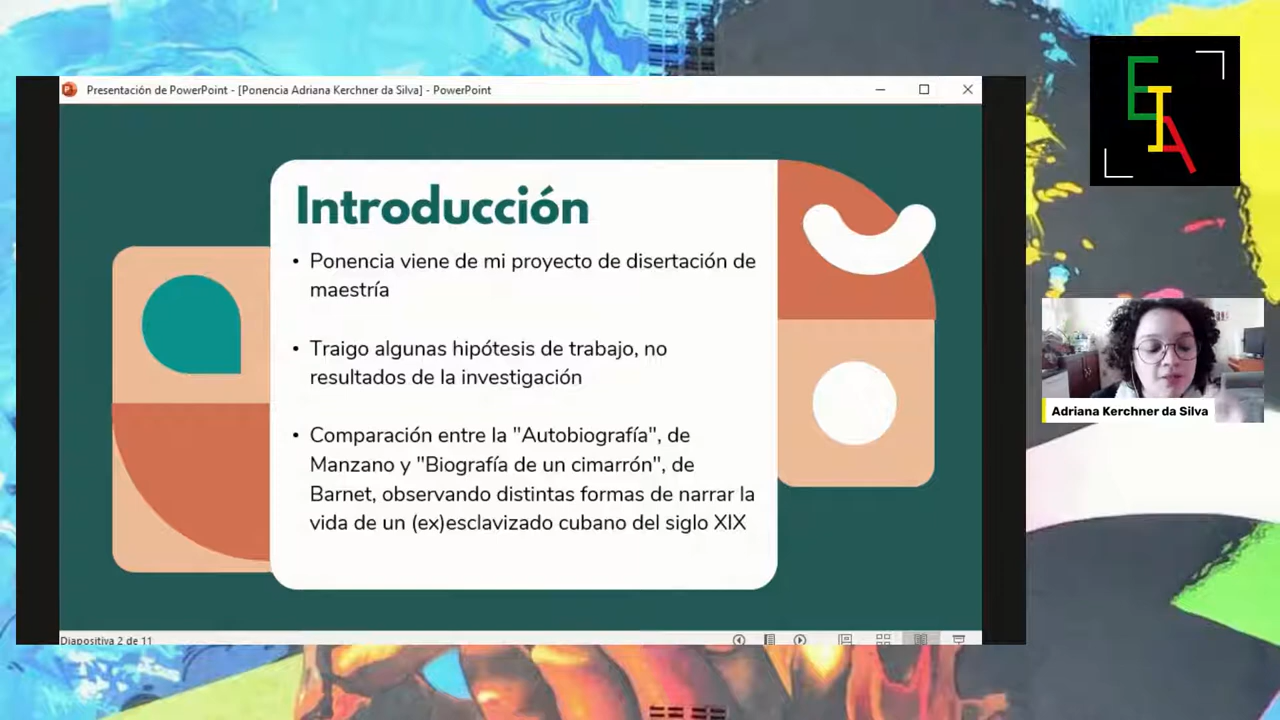 Presentación de PowerPoint - [Ponencia Adriana Kerchner da Silva] - PowerPoint
EIA
Introducción
• Ponencia viene de mi proyecto de disertación de
maestría
• Traigo algunas hipótesis de trabajo, no
resultados de la investigación
• Comparación entre la "Autobiografía", de
Manzano y "Biografía de un cimarrón", de
Barnet, observando distintas formas de narrar la
vida de un (ex)esclavizado cubano del siglo XIX
Adriana Kerchner da Silva
Diapositiva 2 de 11